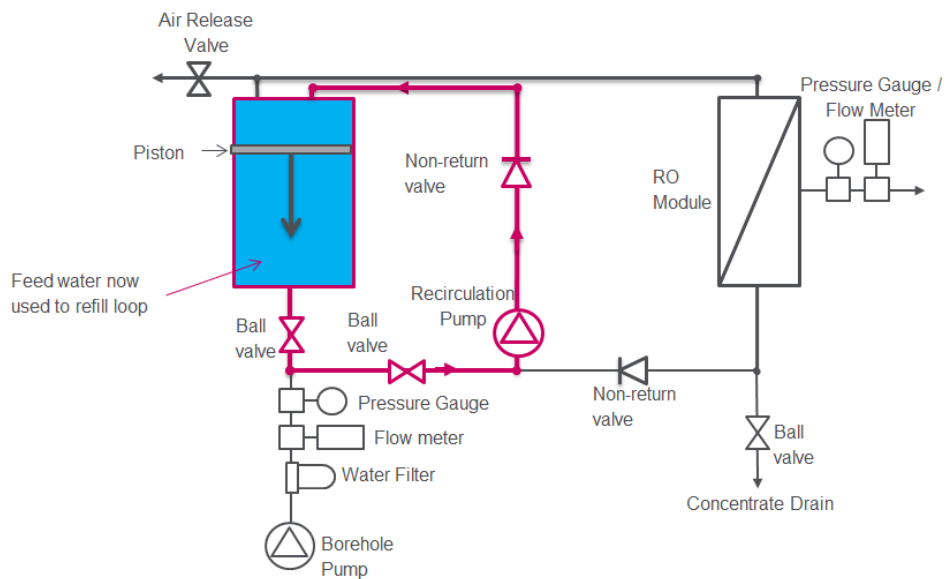 Air Release
Valve
Pressure Gauge /
Flow Meter
Piston
Non-return
valve
RO
Module
Feed water now
used to refill loop
Recirculation
Pump
Ball
valve
Ball
valve
Non-return
valve
Pressure Gauge
Flow meter
Ball
valve
Water Filter
Concentrate Drain
Borehole
Pump